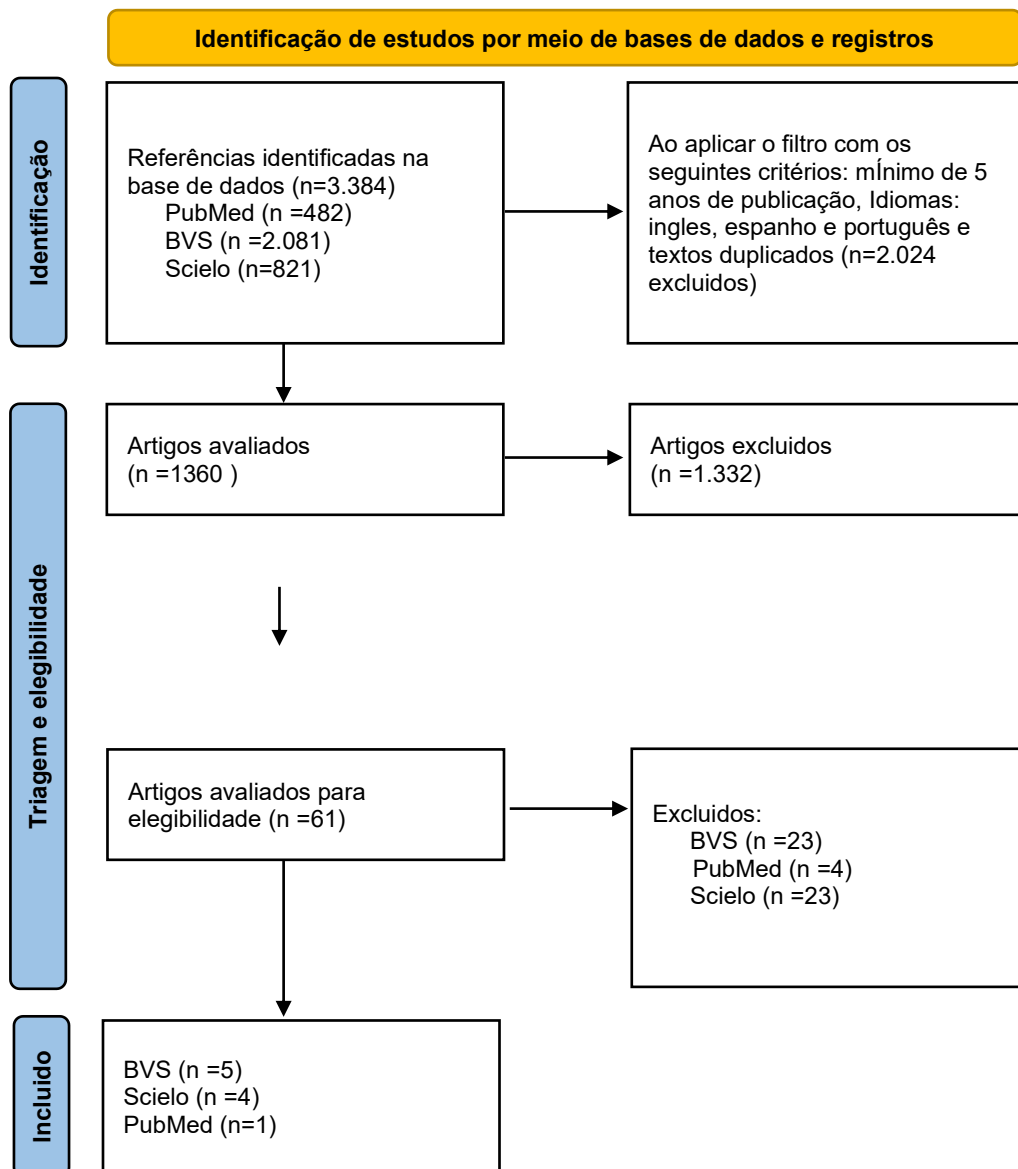 Identificação de estudos por meio de bases de dados e registros
Identificação
Referências identificadas na
base de dados (n=3.384)
PubMed (n =482)
BVS (n =2.081)
Scielo (n=821)
Ao aplicar o filtro com os
seguintes critérios: mÍnimo de 5
anos de publicação, Idiomas:
ingles, espanho e português e
textos duplicados (n=2.024
excluidos)
Triagem e elegibilidade
Artigos avaliados
(n =1360 )
Artigos excluidos
(n =1.332)
Artigos avaliados para
elegibilidade (n =61)
Excluidos:
BVS (n =23)
PubMed (n =4)
Scielo (n =23)
Incluido
BVS (n =5)
Scielo (n =4)
PubMed (n=1)